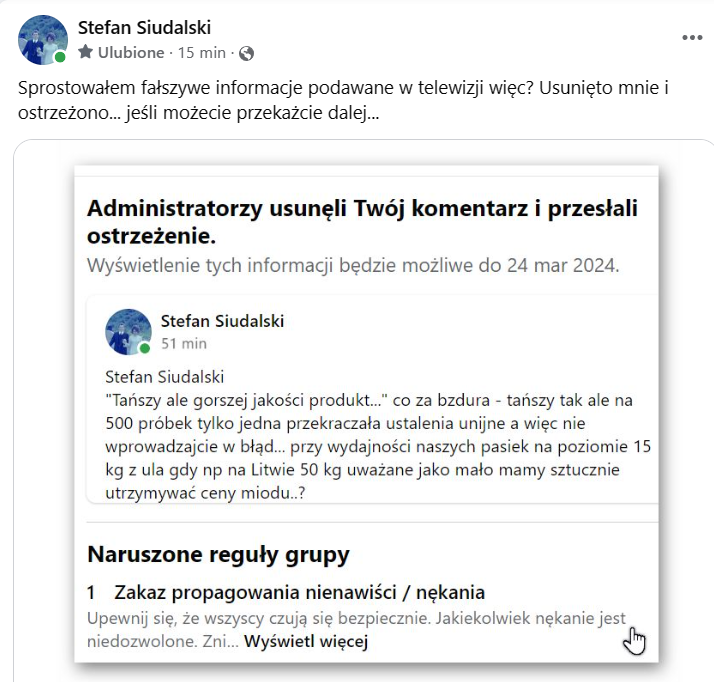 Stefan Siudalski
Ulubione · 15 min ·
Sprostowałem fałszywe informacje podawane w telewizji więc? Usunięto mnie i
ostrzeżono... jeśli możecie przekażcie dalej...
Administratorzy usunęli Twój komentarz i przesłali
ostrzeżenie.
Wyświetlenie tych informacji będzie możliwe do 24 mar 2024.
Stefan Siudalski
51 min
Stefan Siudalski
"Tańszy ale gorszej jakości produkt..." co za bzdura - tańszy tak ale na
500 próbek tylko jedna przekraczała ustalenia unijne a więc nie
wprowadzajcie w błąd... przy wydajności naszych pasiek na poziomie 15
kg z ula gdy np na Litwie 50 kg uważane jako mało mamy sztucznie
utrzymywać ceny miodu..?
Naruszone reguły grupy
1 Zakaz propagowania nienawiści / nękania
Upewnij się, że wszyscy czują się bezpiecznie. Jakiekolwiek nękanie jest
niedozwolone. Zni... Wyświetl więcej